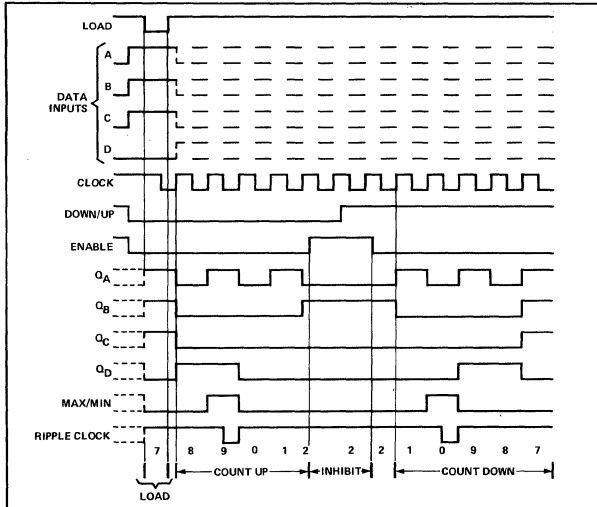 LOAD
A
B
DATA
INPUTS
C
D
CLOCK
DOWN/UP
ENABLE
QA
QB
QC
QD
MAX/MIN
RIPPLE CLOCK
7 8 9 0 1 2 2 2 1 0 9 8 7
COUNT UP INHIBIT COUNT DOWN
LOAD